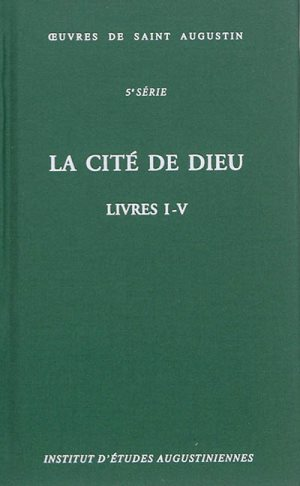 ŒUVRES DE SAINT AUGUSTIN
5e SÉRIE
LA CITÉ DE DIEU
LIVRES I-V
INSTITUT D'ÉTUDES AUGUSTINIENNES